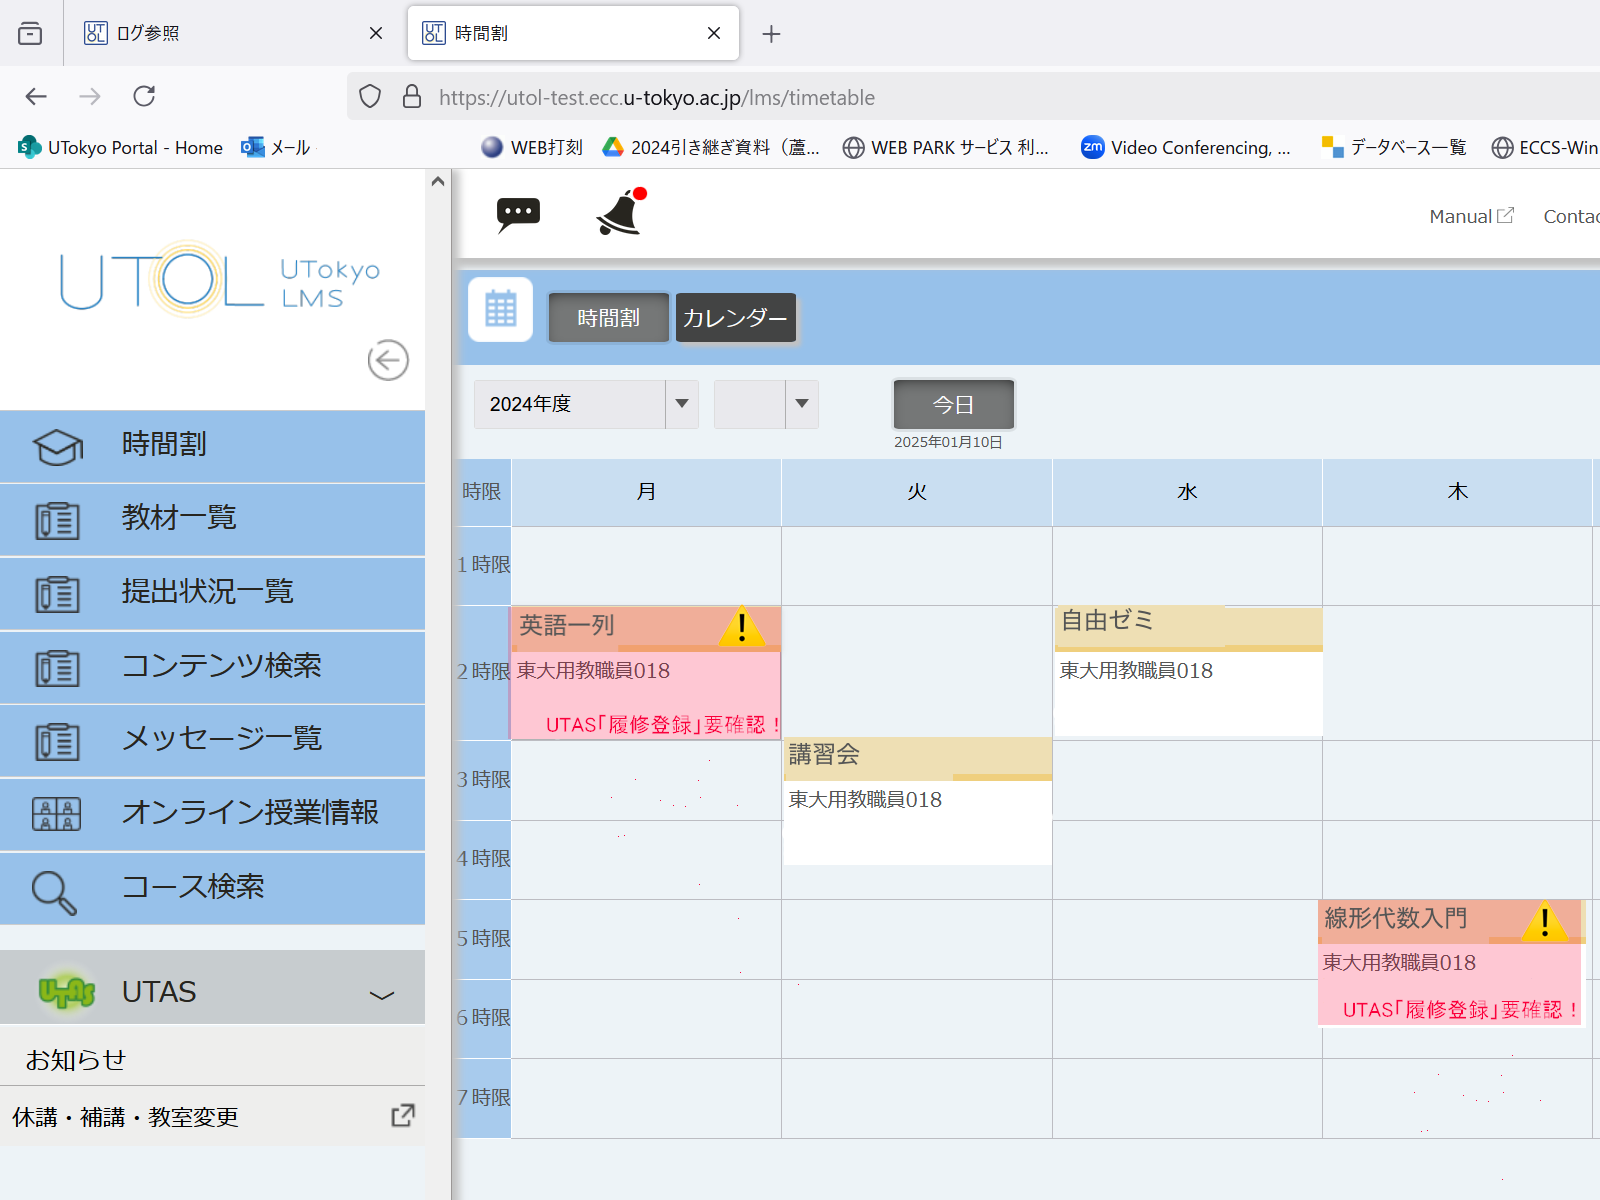 ログ参照
時間割
https://utol-test.ecc.u-tokyo.ac.jp/lms/timetable
UTokyo Portal - Home
メール
WEB打刻
2024引き継ぎ資料（蘆...
WEB PARK サービス 利...
Video Conferencing, ...
データベース一覧
ECCS-Win
UTOL UTokyo LMS
Manual
Contac
時間割
カレンダー
2024年度
今日
2025年01月10日
時間割
教材一覧
提出状況一覧
コンテンツ検索
メッセージ一覧
オンライン授業情報
コース検索
UTAS
お知らせ
休講・補講・教室変更
時限 月 火 水 木
1 時限
2 時限
英語一列
東大用教職員018
UTAS「履修登録」要確認！
自由ゼミ
東大用教職員018
3 時限
講習会
東大用教職員018
4 時限
5 時限
線形代数入門
東大用教職員018
UTAS「履修登録」要確認！
6 時限
7 時限